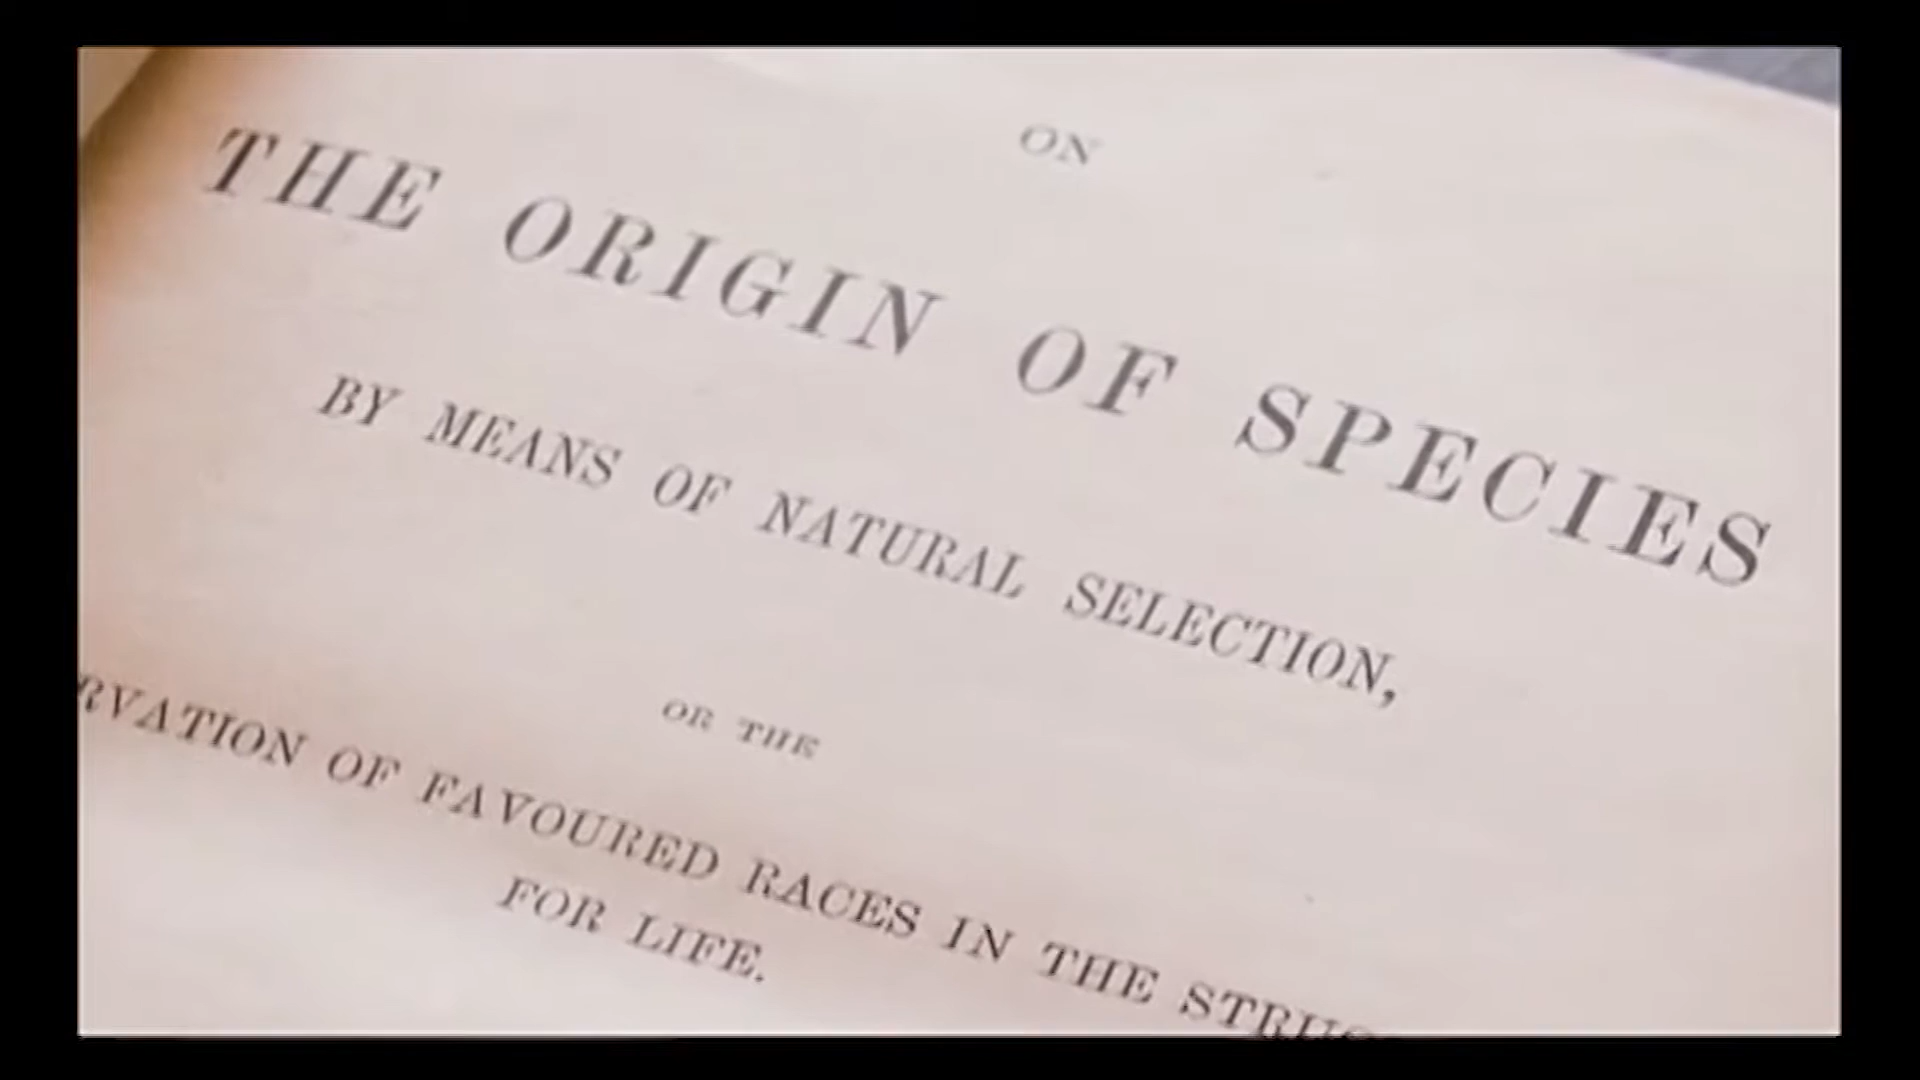 ON
THE ORIGIN OF SPECIES
BY MEANS OF NATURAL SELECTION,
OR THE
RVATION OF FAVOURED RACES IN THE STRUG
FOR LIFE.